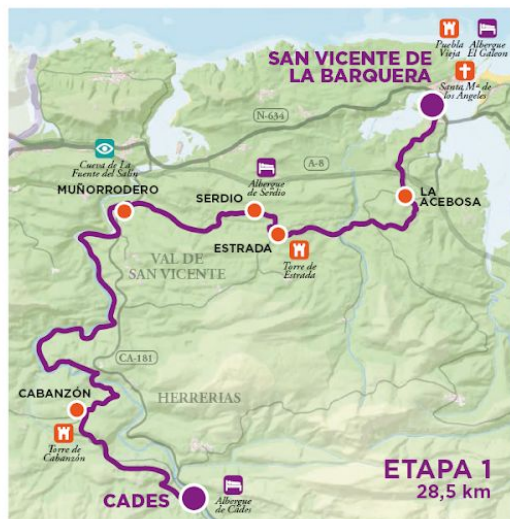 Puebla
Vieja
Albergue
El Galeon
SAN VICENTE DE
LA BARQUERA
Santa Mª de
los Angeles
N-634
A-8
Cueva de La
Fuente del Salín
MUÑORRODERO
Albergue
de Serdio
SERDIO
LA
ACEBOSA
ESTRADA
Torre de
Estrada
VAL DE
SAN VICENTE
CA-181
CABANZÓN
HERRERIAS
Torre de
Cabanzón
CADES
Albergue
de Cades
ETAPA 1
28,5 km